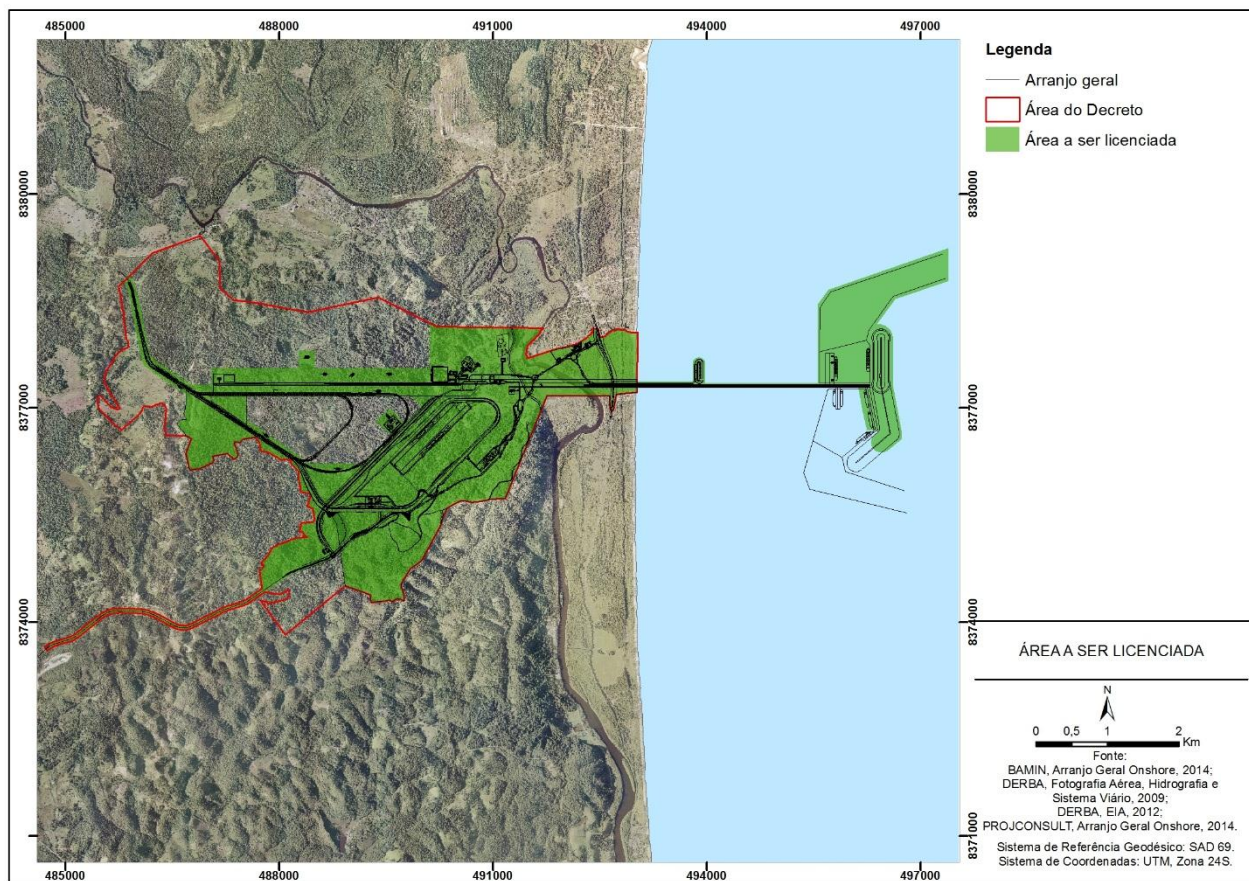 485000 488000 491000 494000 497000
Legenda
Arranjo geral
Área do Decreto
Área a ser licenciada
8380000 8380000
8377000 8377000
8374000 8374000
8371000
485000 488000 491000 494000 497000
ÁREA A SER LICENCIADA
N
0 0,5 1 2
Km
Fonte:
BAMIN, Arranjo Geral Onshore, 2014;
DERBA, Fotografia Aérea, Hidrografia e
Sistema Viário, 2009;
DERBA, EIA, 2012;
PROJCONSULT, Arranjo Geral Onshore, 2014.
Sistema de Referência Geodésico: SAD 69.
Sistema de Coordenadas: UTM, Zona 24S.